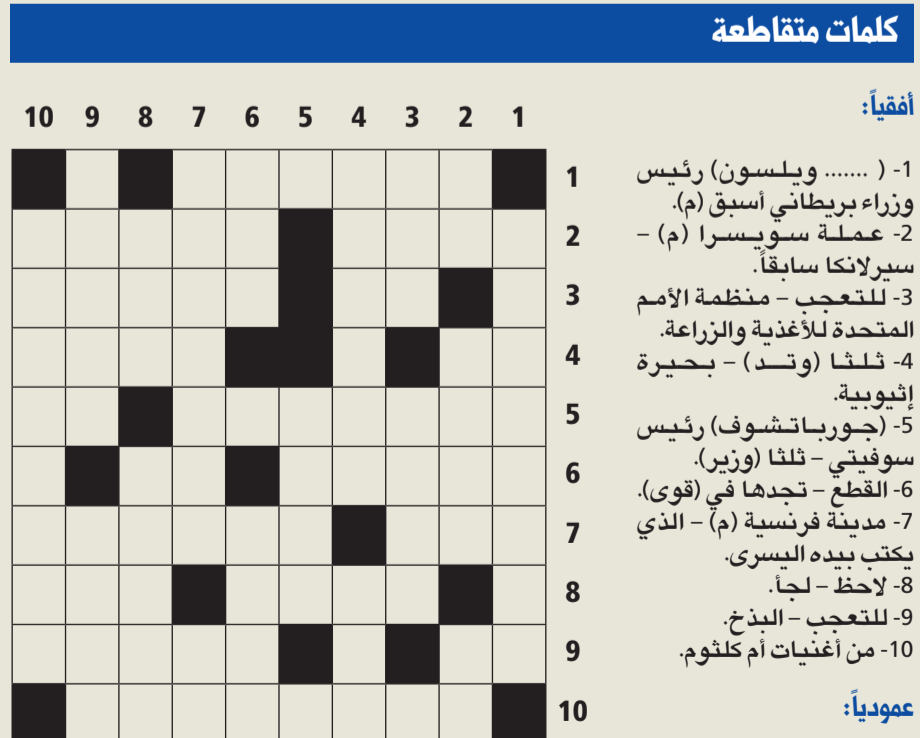 كلمات متقاطعة
أفقياً:
10 9 8 7 6 5 4 3 2 1
1
2
3
4
5
6
7
8
9
10
1- ( ....... ويلسون) رئيس
وزراء بريطاني أسبق (م).
2- عملة سويسرا (م) –
سيرلانكا سابقاً.
3- للتعجب – منظمة الأمم
المتحدة للأغذية والزراعة.
4- ثلثا (وتد) – بحيرة
إثيوبية.
5- (جورباتشوف) رئيس
سوفيتي – ثلثا (وزير).
6- القطع – تجدها في (قوى).
7- مدينة فرنسية (م) – الذي
يكتب بيده اليسرى.
8- لاحظ – لجأ.
9- للتعجب – البذخ.
10- من أغنيات أم كلثوم.
عمودياً: